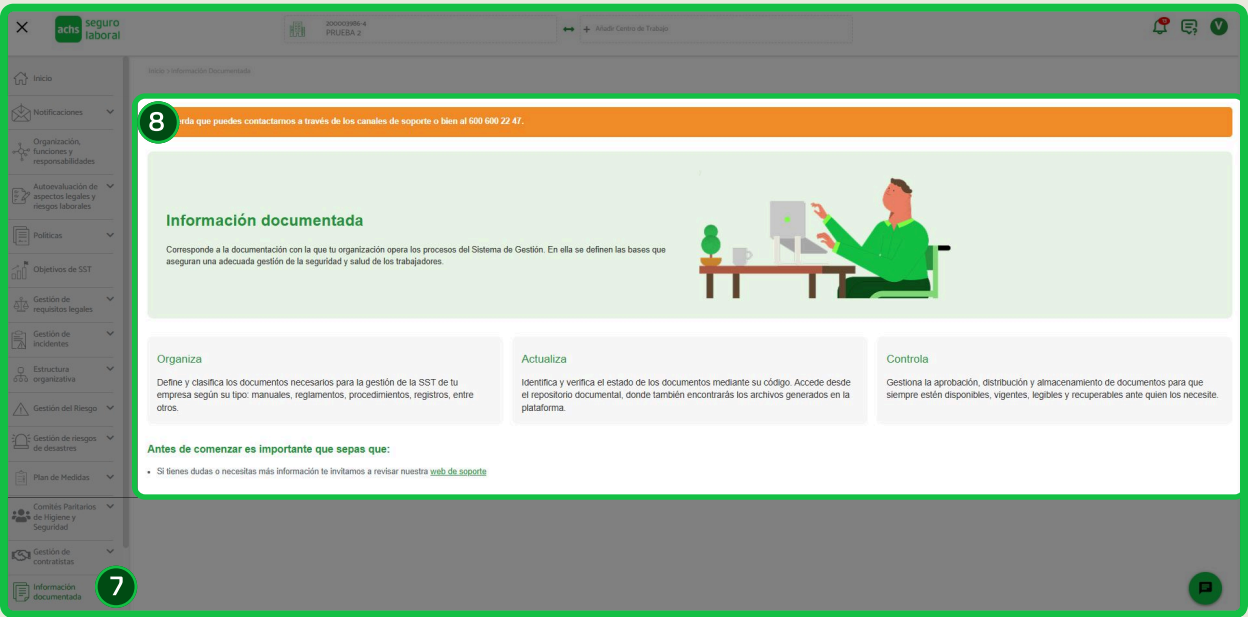 achs seguro
laboral
200003986-4
PRUEBA 2
+ Añadir Centro de Trabajo
V
Inicio > Información Documentada
Inicio
Notificaciones
Organización,
funciones y
responsabilidades
Autoevaluación de
aspectos legales y
riesgos laborales
Políticas
Objetivos de SST
Gestión de
requisitos legales
Gestión de
incidentes
Estructura
organizativa
Gestión del Riesgo
Gestión de riesgos
de desastres
Plan de Medidas
Comités Paritarios
de Higiene y
Seguridad
Gestión de
contratistas
Información
documentada
7
8
rda que puedes contactarnos a través de los canales de soporte o bien al 600 600 22 47.
Información documentada
Corresponde a la documentación con la que tu organización opera los procesos del Sistema de Gestión. En ella se definen las bases que
aseguran una adecuada gestión de la seguridad y salud de los trabajadores.
Organiza
Define y clasifica los documentos necesarios para la gestión de la SST de tu
empresa según su tipo: manuales, reglamentos, procedimientos, registros, entre
otros.
Actualiza
Identifica y verifica el estado de los documentos mediante su código. Accede desde
el repositorio documental, donde también encontrarás los archivos generados en la
plataforma.
Controla
Gestiona la aprobación, distribución y almacenamiento de documentos para que
siempre estén disponibles, vigentes, legibles y recuperables ante quien los necesite.
Antes de comenzar es importante que sepas que:
• Si tienes dudas o necesitas más información te invitamos a revisar nuestra web de soporte